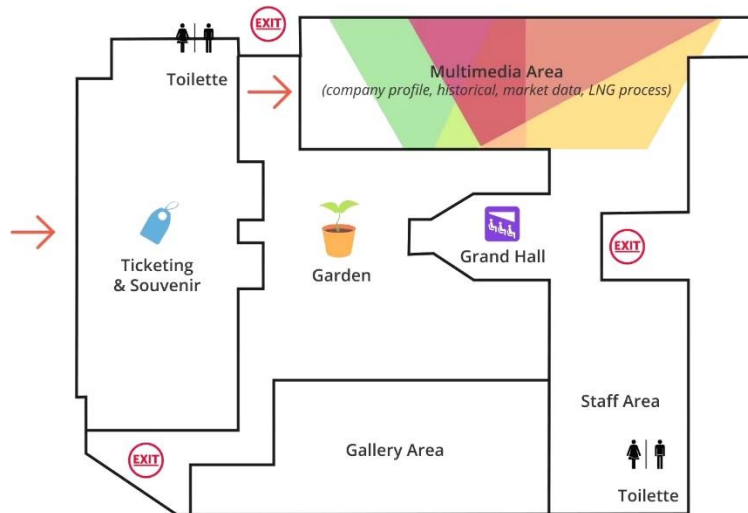 EXIT
Toilette
Multimedia Area
(company profile, historical, market data, LNG process)
Ticketing
& Souvenir
Garden
Grand Hall
EXIT
Staff Area
Gallery Area
EXIT
Toilette